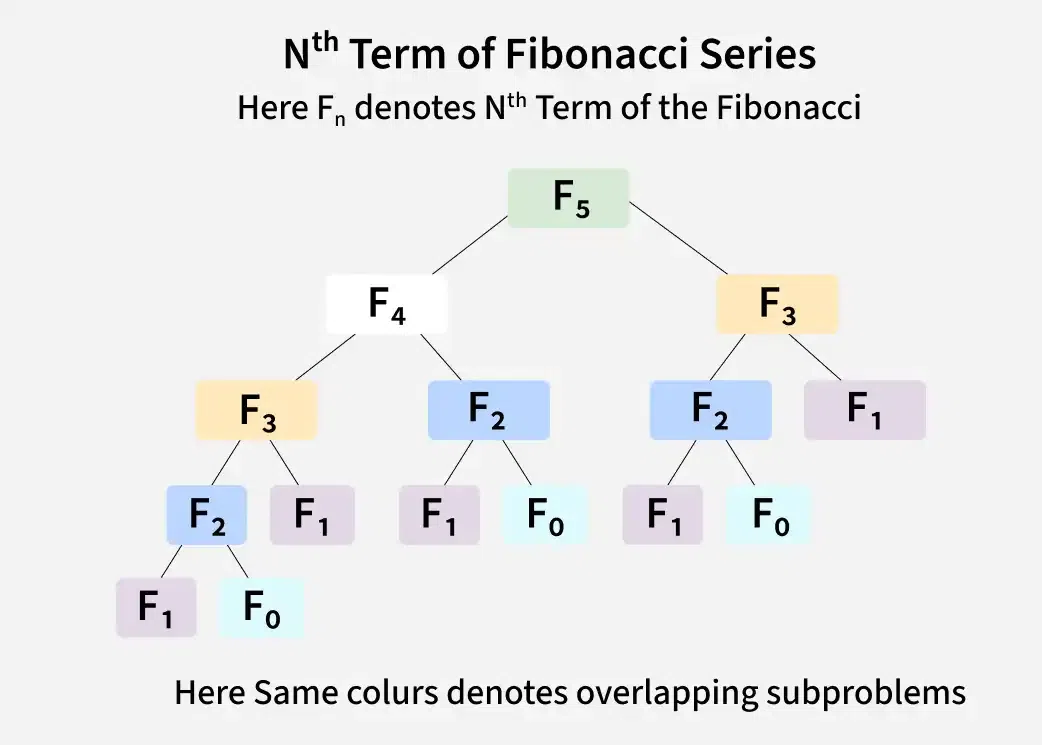 Nth Term of Fibonacci Series
Here Fn denotes Nth Term of the Fibonacci
F5
F4 F3
F3 F2 F2 F1
F2 F1 F1 F0 F1 F0
F1 F0
Here Same colurs denotes overlapping subproblems